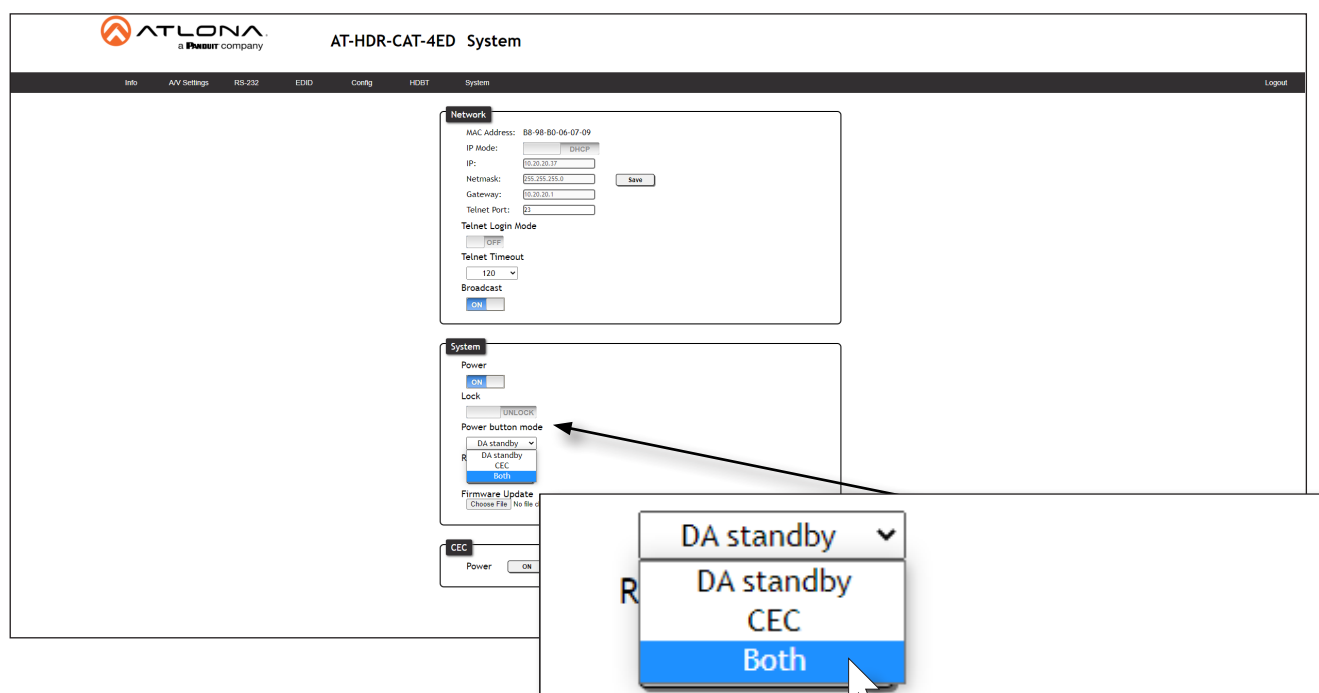 ATLONA.
a PANDUIT company
AT-HDR-CAT-4ED System
Info A/V Settings RS-232 EDID Config HDBT System Logout
Network
MAC Address: B8-98-B0-06-07-09
IP Mode: DHCP
IP: 10.20.20.37
Netmask: 255.255.255.0 Save
Gateway: 10.20.20.1
Telnet Port: 23
Telnet Login Mode
OFF
Telnet Timeout
120
Broadcast
ON
System
Power
ON
Lock
UNLOCK
Power button mode
DA standby
R DA standby
CEC
Both
Firmware Update
Choose File No file c
CEC
Power ON
DA standby
R DA standby
CEC
Both